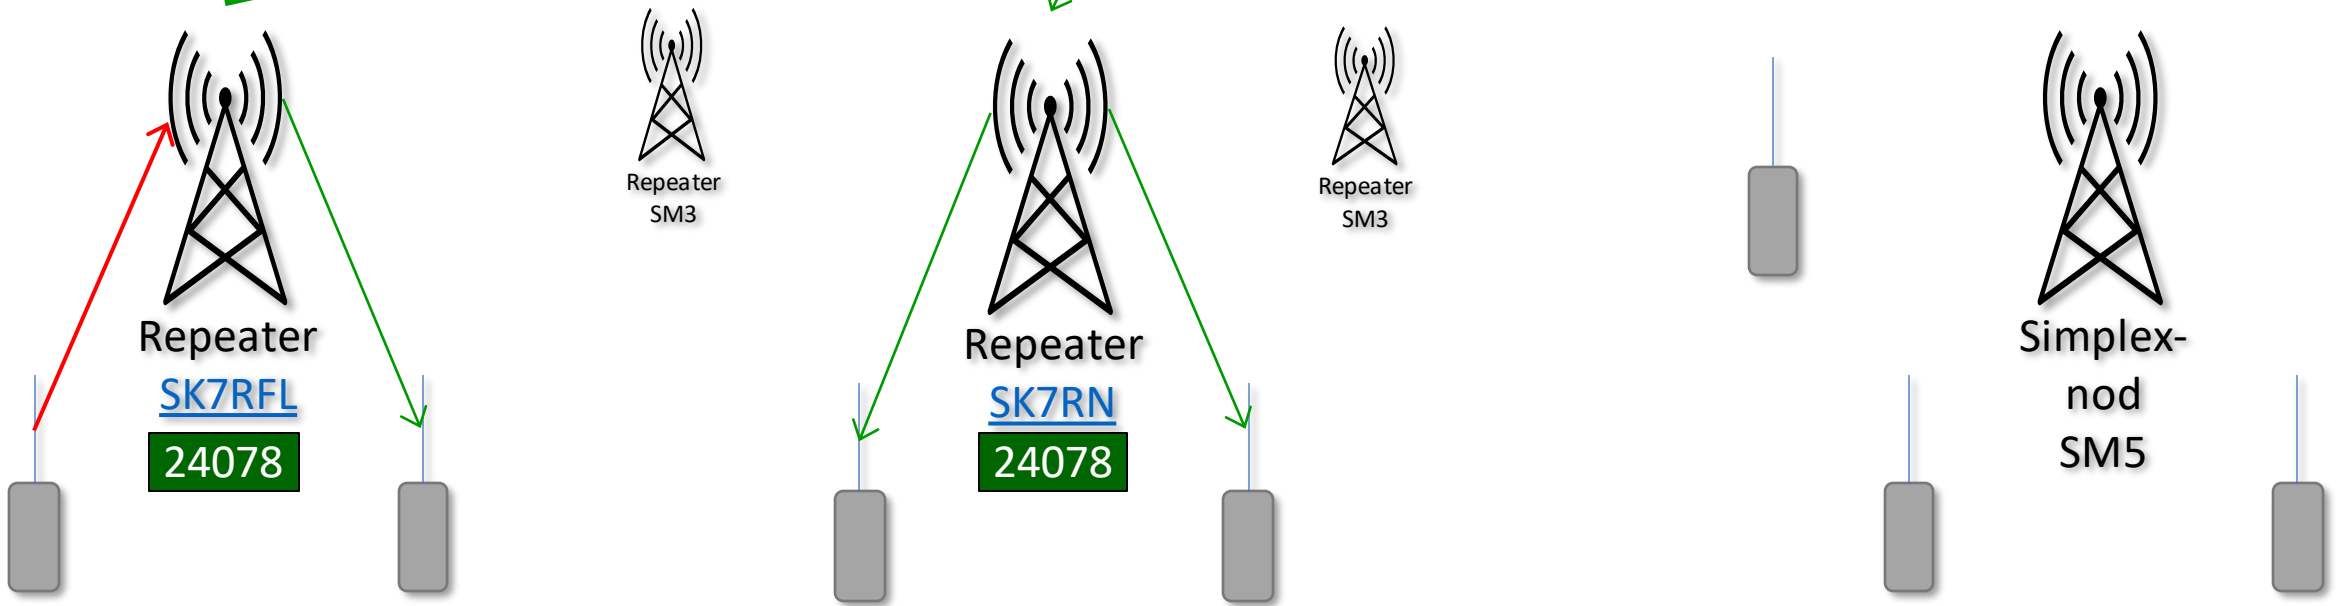 Repeater
SK7RFL
24078
Repeater
SM3
Repeater
SK7RN
24078
Repeater
SM3
Simplex-
nod
SM5